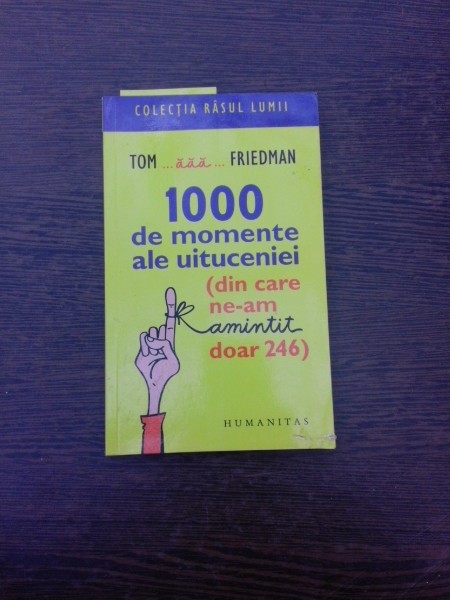 COLECȚIA RÂSUL LUMII
TOM ...ăăă... FRIEDMAN
1000
de momente
ale uituceniei
(din care
ne-am
amintit
doar 246)
HUMANITAS